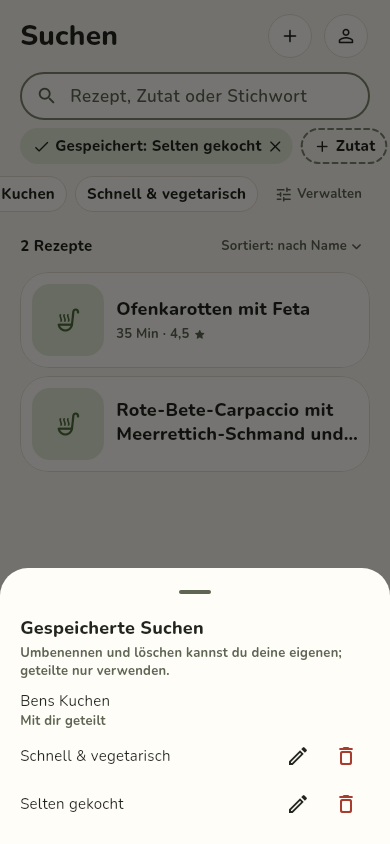 Suchen
Rezept, Zutat oder Stichwort
Gespeichert: Selten gekocht
Zutat
Kuchen
Schnell & vegetarisch
Verwalten
2 Rezepte
Sortiert: nach Name
Ofenkarotten mit Feta
35 Min · 4,5 ★
Rote-Bete-Carpaccio mit
Meerrettich-Schmand und...
Gespeicherte Suchen
Umbenennen und löschen kannst du deine eigenen;
geteilte nur verwenden.
Bens Kuchen
Mit dir geteilt
Schnell & vegetarisch
Selten gekocht